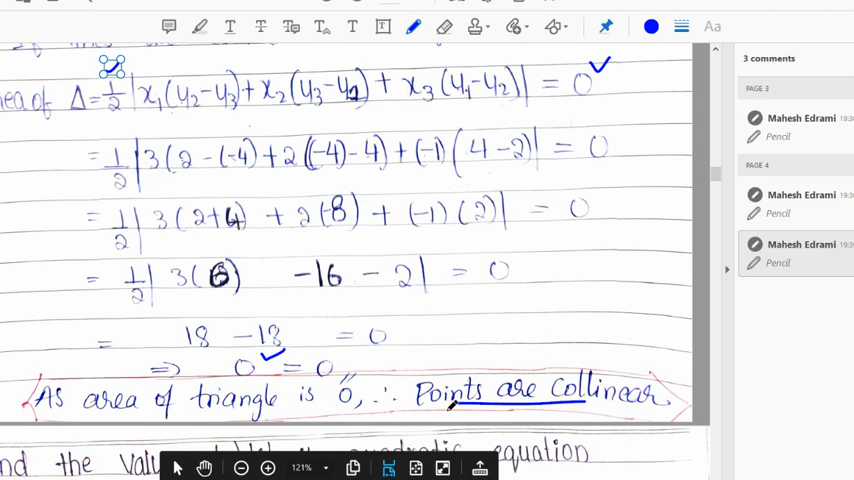 Aa
3 comments
Area of Δ = 1/2 |x₁(y₂-y₃)+x₂(y₃-y₁) + x₃(y₁-y₂)| = 0
= 1/2 |3(2-(-4)+2((-4)-4)+(-1)(4-2)| = 0
= 1/2 | 3(2+4) + 2(-8) + (-1)(2)| = 0
= 1/2 | 3(6) -16 - 2| = 0
= 18 -18 = 0
⇒ 0 = 0
As area of triangle is 0, ∴ Points are collinear
the value quadratic equation
PAGE 3
Mahesh Edrami
Pencil
PAGE 4
Mahesh Edrami
Pencil
Mahesh Edrami
Pencil
121%